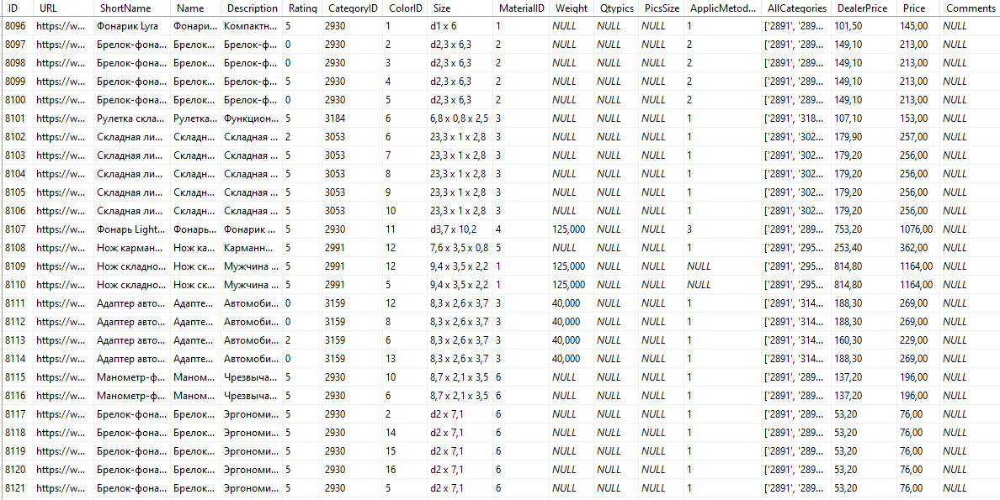 ID URL ShortName Name Description Rating CategoryID ColorID Size MaterialID Weight Qtypics PicsSize ApplicMetod... AllCategories DealerPrice Price Comments
8096 https://w... Фонарик Lyra Фонари... Компактн... 5 2930 1 d1 x 6 1 NULL NULL NULL 1 ['2891', '289... 101,50 145,00 NULL
8097 https://w... Брелок-фона... Брелок... Брелок-ф... 0 2930 2 d2,3 x 6,3 2 NULL NULL NULL 2 ['2891', '289... 149,10 213,00 NULL
8098 https://w... Брелок-фона... Брелок... Брелок-ф... 0 2930 3 d2,3 x 6,3 2 NULL NULL NULL 2 ['2891', '289... 149,10 213,00 NULL
8099 https://w... Брелок-фона... Брелок... Брелок-ф... 5 2930 4 d2,3 x 6,3 2 NULL NULL NULL 2 ['2891', '289... 149,10 213,00 NULL
8100 https://w... Брелок-фона... Брелок... Брелок-ф... 0 2930 5 d2,3 x 6,3 2 NULL NULL NULL 2 ['2891', '289... 149,10 213,00 NULL
8101 https://w... Рулетка скла... Рулетка... Функцион... 5 3184 6 6,8 x 0,8 x 2,5 3 NULL NULL NULL 1 ['2891', '318... 107,10 153,00 NULL
8102 https://w... Складная ли... Складн... Складная ... 2 3053 6 23,3 x 1 x 2,8 3 NULL NULL NULL 1 ['2891', '302... 179,90 257,00 NULL
8103 https://w... Складная ли... Складн... Складная ... 5 3053 7 23,3 x 1 x 2,8 3 NULL NULL NULL 1 ['2891', '302... 179,20 256,00 NULL
8104 https://w... Складная ли... Складн... Складная ... 5 3053 8 23,3 x 1 x 2,8 3 NULL NULL NULL 1 ['2891', '302... 179,20 256,00 NULL
8105 https://w... Складная ли... Складн... Складная ... 5 3053 9 23,3 x 1 x 2,8 3 NULL NULL NULL 1 ['2891', '302... 179,20 256,00 NULL
8106 https://w... Складная ли... Складн... Складная ... 5 3053 10 23,3 x 1 x 2,8 3 NULL NULL NULL 1 ['2891', '302... 179,20 256,00 NULL
8107 https://w... Фонарь Light... Фонарь... Фонарик ... 5 2930 11 d3,7 x 10,2 4 125,000 NULL NULL 3 ['2891', '289... 753,20 1076,00 NULL
8108 https://w... Нож карман... Нож ка... Карманн... 5 2991 12 7,6 x 3,5 x 0,8 5 NULL NULL NULL 1 ['2891', '295... 253,40 362,00 NULL
8109 https://w... Нож складно... Нож ск... Мужчина ... 5 2991 12 9,4 x 3,5 x 2,2 1 125,000 NULL NULL NULL ['2891', '295... 814,80 1164,00 NULL
8110 https://w... Нож складно... Нож ск... Мужчина ... 5 2991 5 9,4 x 3,5 x 2,2 1 125,000 NULL NULL NULL ['2891', '295... 814,80 1164,00 NULL
8111 https://w... Адаптер авто... Адапте... Автомоби... 0 3159 12 8,3 x 2,6 x 3,7 3 40,000 NULL NULL 1 ['2891', '314... 188,30 269,00 NULL
8112 https://w... Адаптер авто... Адапте... Автомоби... 0 3159 8 8,3 x 2,6 x 3,7 3 40,000 NULL NULL 1 ['2891', '314... 188,30 269,00 NULL
8113 https://w... Адаптер авто... Адапте... Автомоби... 2 3159 6 8,3 x 2,6 x 3,7 3 40,000 NULL NULL 1 ['2891', '314... 160,30 229,00 NULL
8114 https://w... Адаптер авто... Адапте... Автомоби... 0 3159 13 8,3 x 2,6 x 3,7 3 40,000 NULL NULL 1 ['2891', '314... 188,30 269,00 NULL
8115 https://w... Манометр-ф... Маном... Чрезвыча... 5 2930 10 8,7 x 2,1 x 3,5 6 NULL NULL NULL 1 ['2891', '289... 137,20 196,00 NULL
8116 https://w... Манометр-ф... Маном... Чрезвыча... 5 2930 6 8,7 x 2,1 x 3,5 6 NULL NULL NULL 1 ['2891', '289... 137,20 196,00 NULL
8117 https://w... Брелок-фона... Брелок... Эргономи... 5 2930 2 d2 x 7,1 6 NULL NULL NULL 1 ['2891', '289... 53,20 76,00 NULL
8118 https://w... Брелок-фона... Брелок... Эргономи... 5 2930 14 d2 x 7,1 6 NULL NULL NULL 1 ['2891', '289... 53,20 76,00 NULL
8119 https://w... Брелок-фона... Брелок... Эргономи... 5 2930 15 d2 x 7,1 6 NULL NULL NULL 1 ['2891', '289... 53,20 76,00 NULL
8120 https://w... Брелок-фона... Брелок... Эргономи... 5 2930 16 d2 x 7,1 6 NULL NULL NULL 1 ['2891', '289... 53,20 76,00 NULL
8121 https://w... Брелок-фона... Брелок... Эргономи... 5 2930 5 d2 x 7,1 6 NULL NULL NULL 1 ['2891', '289... 53,20 76,00 NULL